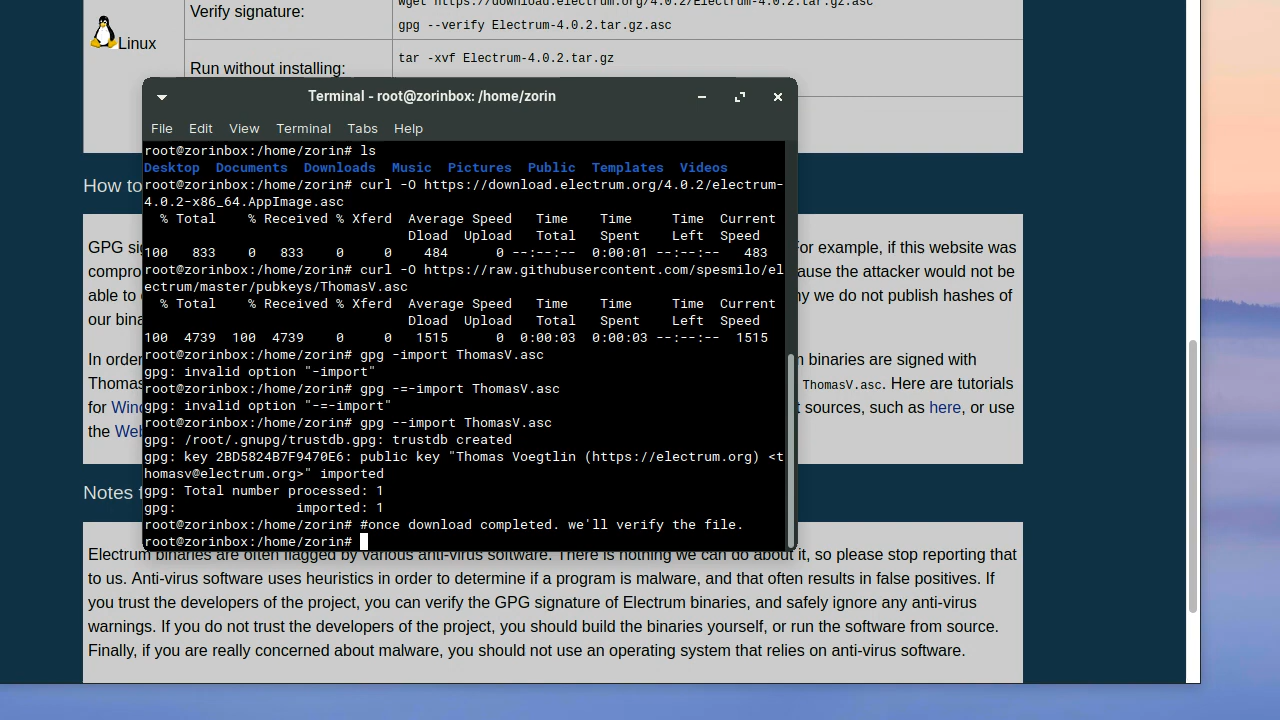 wget https://download.electrum.org/4.0.2/Electrum-4.0.2.tar.gz.asc
Verify signature:
gpg --verify Electrum-4.0.2.tar.gz.asc
Linux
tar -xvf Electrum-4.0.2.tar.gz
Run without installing:
Terminal - root@zorinbox: /home/zorin
File Edit View Terminal Tabs Help
root@zorinbox:/home/zorin# ls
Desktop Documents Downloads Music Pictures Public Templates Videos
root@zorinbox:/home/zorin# curl -O https://download.electrum.org/4.0.2/electrum-
4.0.2-x86_64.AppImage.asc
% Total % Received % Xferd Average Speed Time Time Time Current
Dload Upload Total Spent Left Speed
100 833 0 833 0 0 484 0 --:--:-- 0:00:01 --:--:-- 483
root@zorinbox:/home/zorin# curl -O https://raw.githubusercontent.com/spesmilo/el
ectrum/master/pubkeys/ThomasV.asc
% Total % Received % Xferd Average Speed Time Time Time Current
Dload Upload Total Spent Left Speed
100 4739 100 4739 0 0 1515 0 0:00:03 0:00:03 --:--:-- 1515
root@zorinbox:/home/zorin# gpg -import ThomasV.asc
gpg: invalid option "-import"
root@zorinbox:/home/zorin# gpg -=-import ThomasV.asc
gpg: invalid option "-=-import"
root@zorinbox:/home/zorin# gpg --import ThomasV.asc
gpg: /root/.gnupg/trustdb.gpg: trustdb created
gpg: key 2BD5824B7F9470E6: public key "Thomas Voegtlin (https://electrum.org) <t
homasv@electrum.org>" imported
gpg: Total number processed: 1
gpg: imported: 1
root@zorinbox:/home/zorin# #once download completed. we'll verify the file.
root@zorinbox:/home/zorin#
How to
GPG sig or example, if this website was
compro ause the attacker would not be
able to y we do not publish hashes of
our bina
In order binaries are signed with
Thomas ThomasV.asc. Here are tutorials
for Wind sources, such as here, or use
the Web
Notes f
Electrum binaries are often flagged by various anti-virus software. There is nothing we can do about it, so please stop reporting that
to us. Anti-virus software uses heuristics in order to determine if a program is malware, and that often results in false positives. If
you trust the developers of the project, you can verify the GPG signature of Electrum binaries, and safely ignore any anti-virus
warnings. If you do not trust the developers of the project, you should build the binaries yourself, or run the software from source.
Finally, if you are really concerned about malware, you should not use an operating system that relies on anti-virus software.